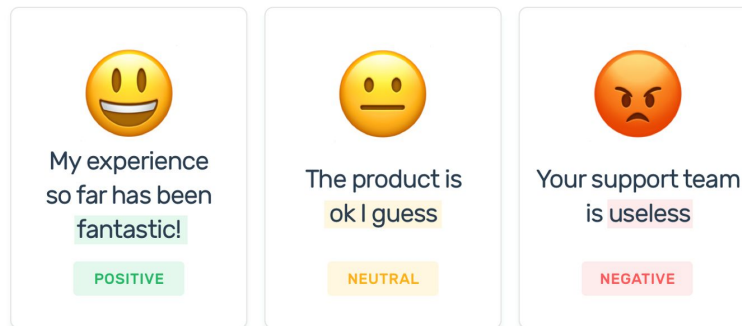 My experience
so far has been
fantastic!
POSITIVE
The product is
ok I guess
NEUTRAL
Your support team
is useless
NEGATIVE